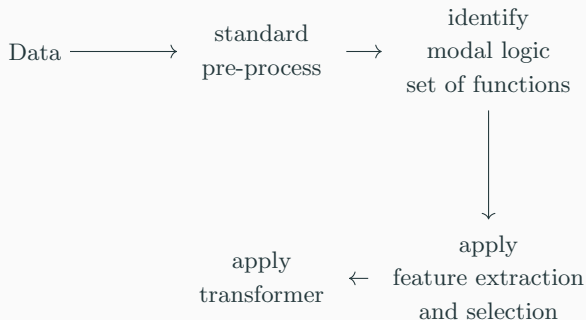 Data
standard
pre-process
identify
modal logic
set of functions
apply
feature extraction
and selection
apply
transformer